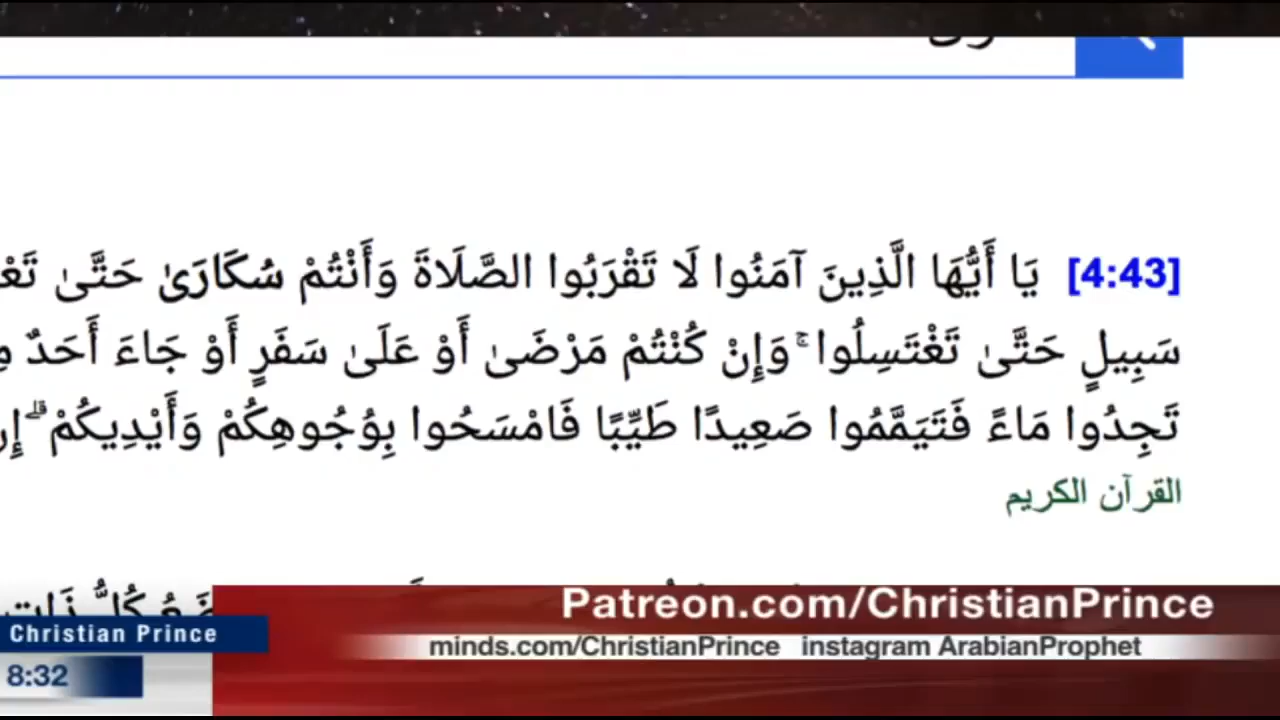 [4:43] يَا أَيُّهَا الَّذِينَ آمَنُوا لَا تَقْرَبُوا الصَّلَاةَ وَأَنْتُمْ سُكَارَىٰ حَتَّىٰ
سَبِيلٍ حَتَّىٰ تَغْتَسِلُوا ۚ وَإِنْ كُنْتُمْ مَرْضَىٰ أَوْ عَلَىٰ سَفَرٍ أَوْ جَاءَ أَحَدٌ
تَجِدُوا مَاءً فَتَيَمَّمُوا صَعِيدًا طَيِّبًا فَامْسَحُوا بِوُجُوهِكُمْ وَأَيْدِيكُمْ ۗ
القرآن الكريم
كُلُّ ذَاتِ
Patreon.com/ChristianPrince
Christian Prince
minds.com/ChristianPrince instagram ArabianProphet
8:32